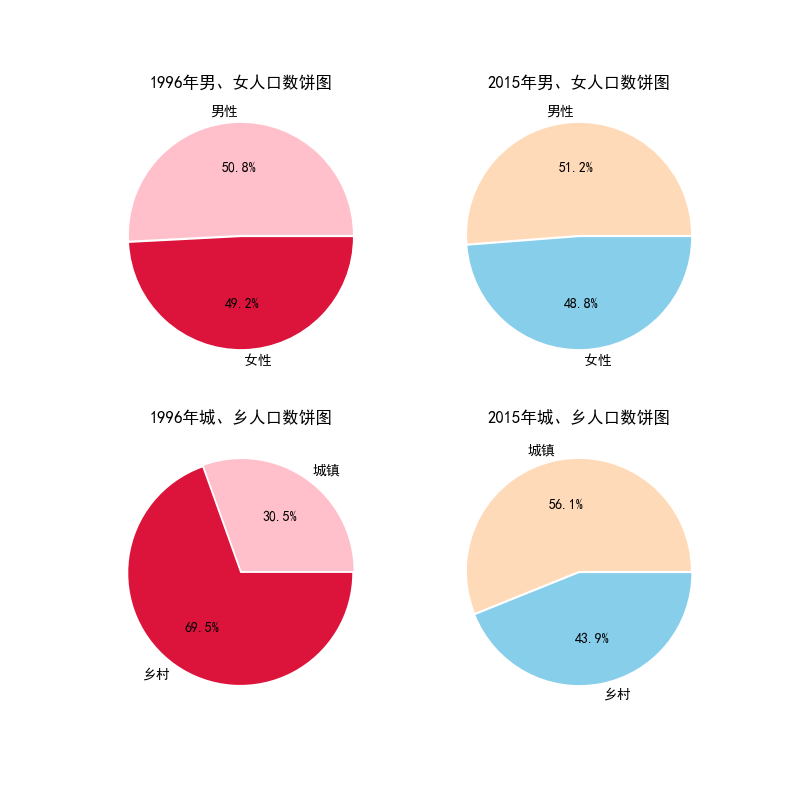 1996年男、女人口数饼图
男性
50.8%
49.2%
女性
2015年男、女人口数饼图
男性
51.2%
48.8%
女性
1996年城、乡人口数饼图
城镇
30.5%
69.5%
乡村
2015年城、乡人口数饼图
城镇
56.1%
43.9%
乡村